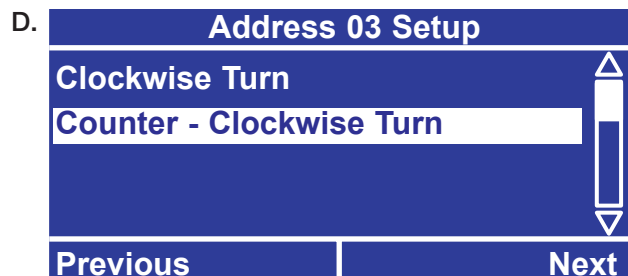 D.
Address 03 Setup
Clockwise Turn
Counter - Clockwise Turn
Previous Next